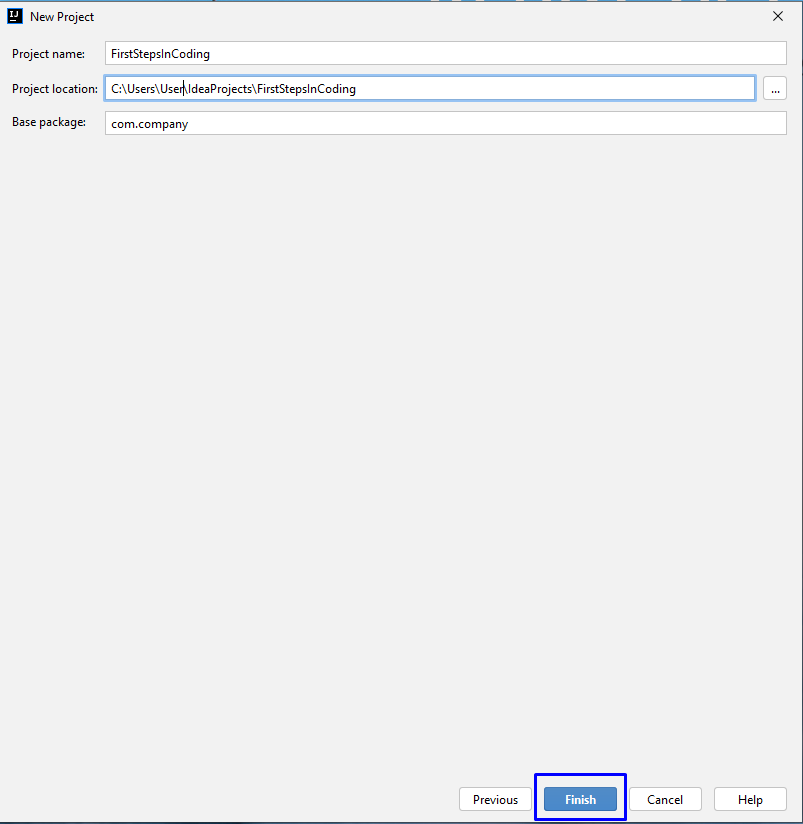 IJ New Project
Project name: FirstStepsInCoding
Project location: C:\Users\User\IdeaProjects\FirstStepsInCoding ...
Base package: com.company
Previous Finish Cancel Help